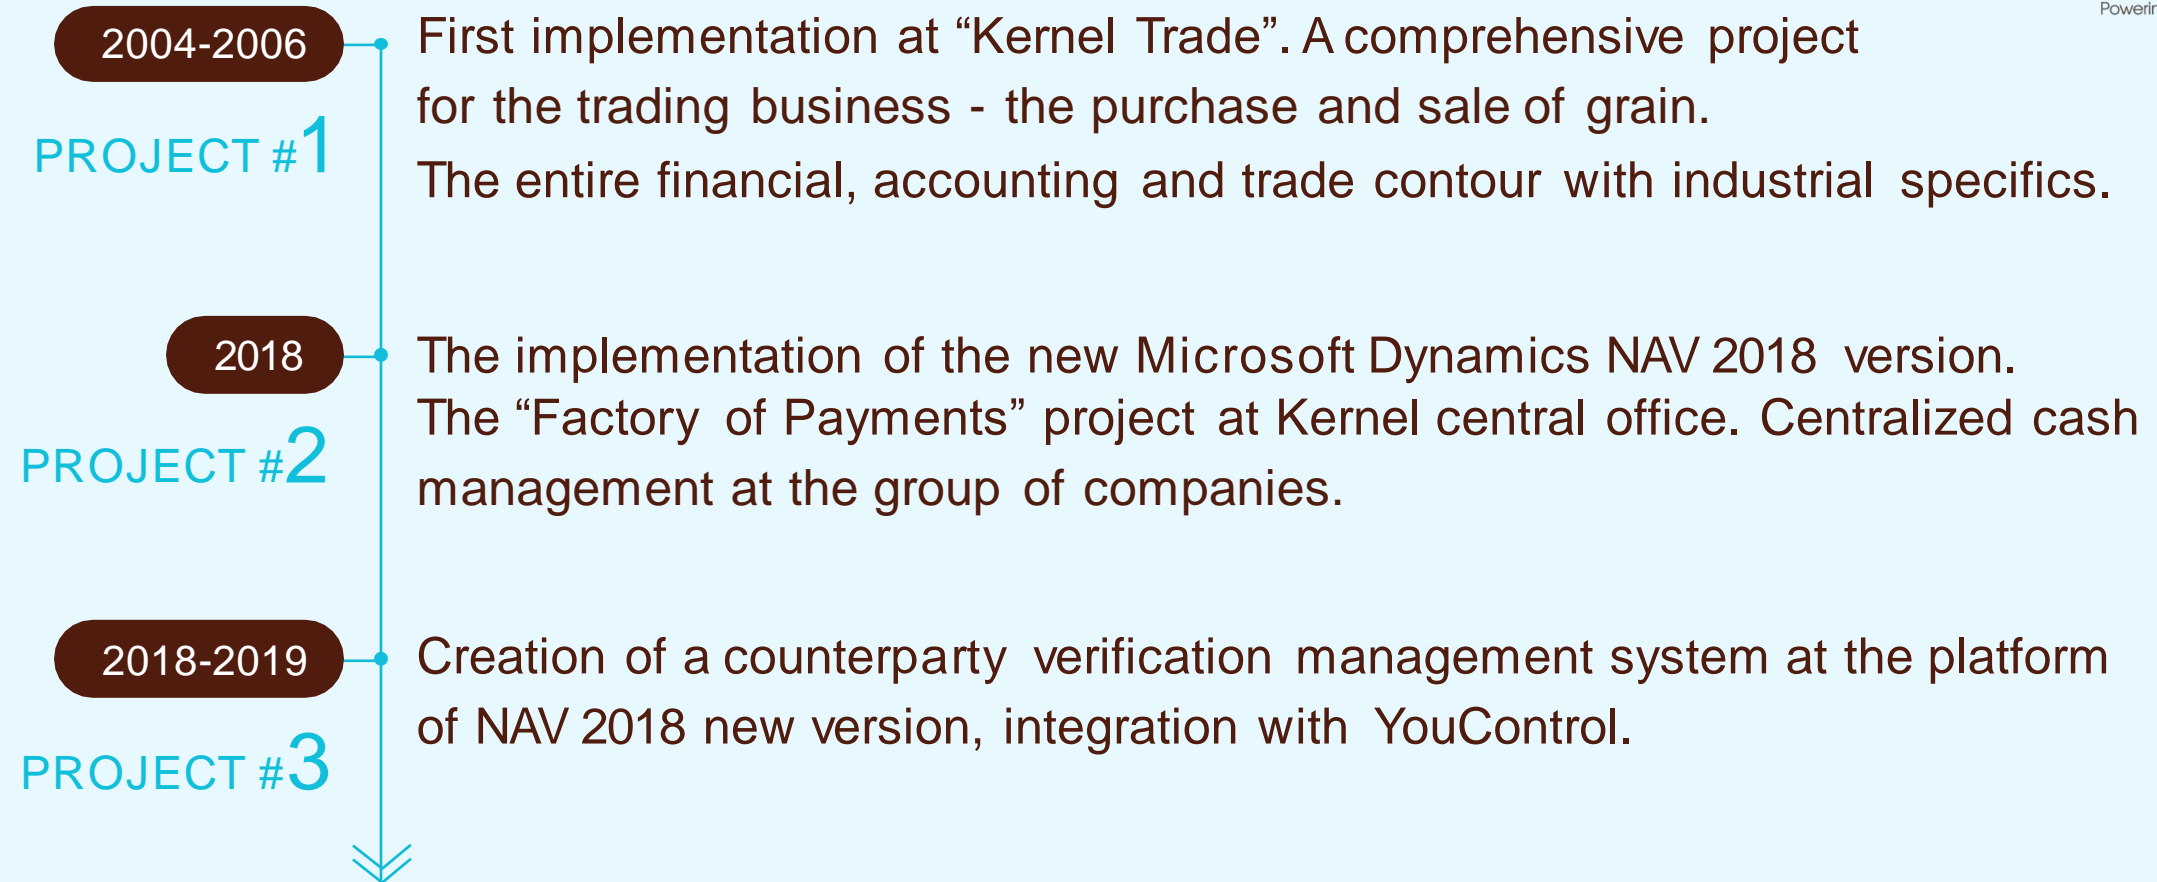 Powerin
2004-2006
First implementation at “Kernel Trade”. A comprehensive project
for the trading business - the purchase and sale of grain.
PROJECT #1
The entire financial, accounting and trade contour with industrial specifics.
2018
The implementation of the new Microsoft Dynamics NAV 2018 version.
The “Factory of Payments” project at Kernel central office. Centralized cash
PROJECT #2
management at the group of companies.
2018-2019
Creation of a counterparty verification management system at the platform
of NAV 2018 new version, integration with YouControl.
PROJECT #3